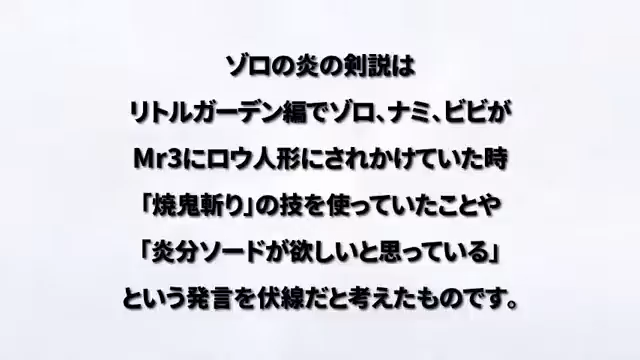 ゾロの炎の剣説は
リトルガーデン編でゾロ、ナミ、ビビが
Mr3にロウ人形にされかけていた時
「焼鬼斬り」の技を使っていたことや
「炎分ソードが欲しいと思っている」
という発言を伏線だと考えたものです。